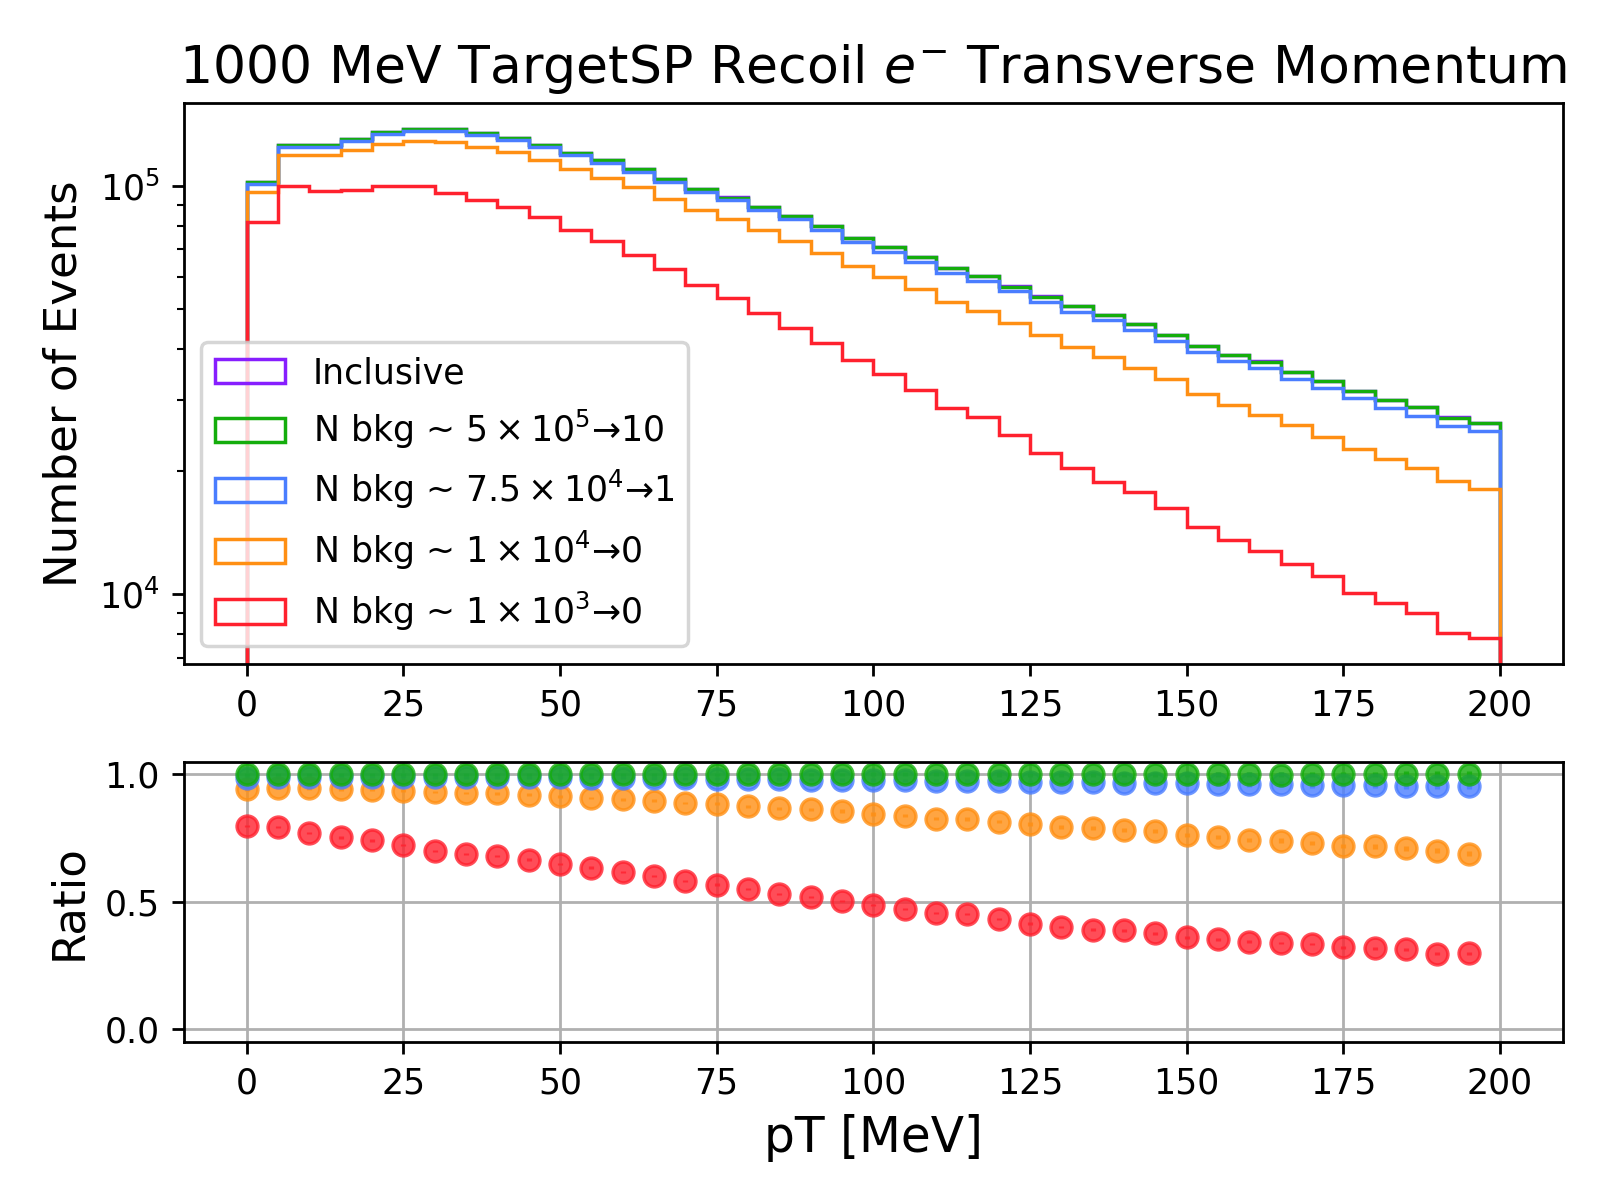 1000 MeV TargetSP Recoil e⁻ Transverse Momentum
Number of Events
10⁵
10⁴
Inclusive
N bkg ~ 5 × 10⁵→10
N bkg ~ 7.5 × 10⁴→1
N bkg ~ 1 × 10⁴→0
N bkg ~ 1 × 10³→0
0 25 50 75 100 125 150 175 200
Ratio
1.0
0.5
0.0
0 25 50 75 100 125 150 175 200
pT [MeV]